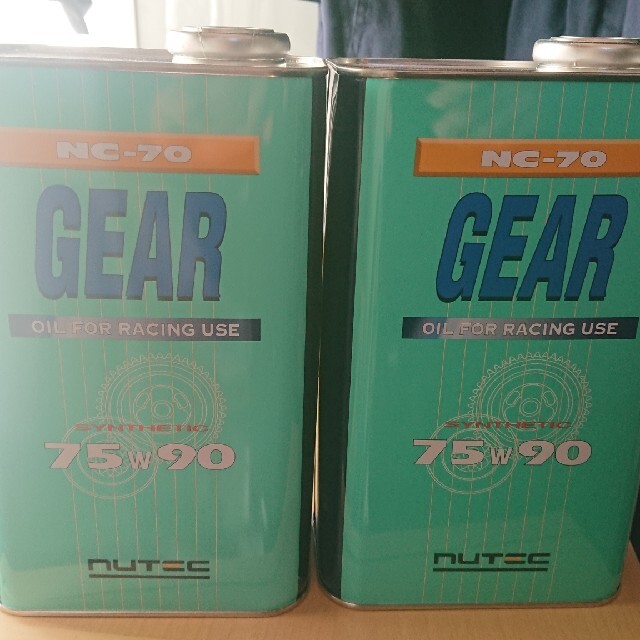 NC-70
GEAR
OIL FOR RACING USE
SYNTHETIC
75W90
NUTEC
NC-70
GEAR
OIL FOR RACING USE
SYNTHETIC
75W90
NUTEC